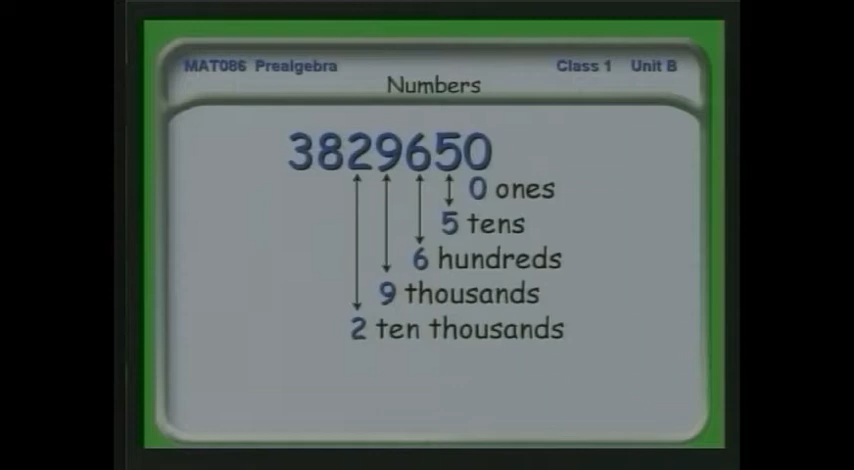 MAT086 Prealgebra Class 1 Unit B
Numbers
3829650
0 ones
5 tens
6 hundreds
9 thousands
2 ten thousands